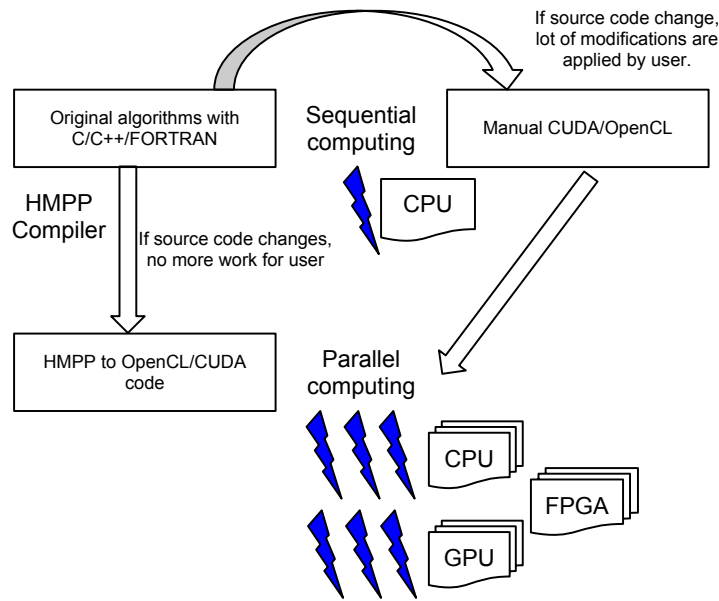 If source code change,
lot of modifications are
applied by user.
Original algorithms with
C/C++/FORTRAN
Sequential
computing
Manual CUDA/OpenCL
CPU
HMPP
Compiler
If source code changes,
no more work for user
HMPP to OpenCL/CUDA
code
Parallel
computing
CPU
FPGA
GPU